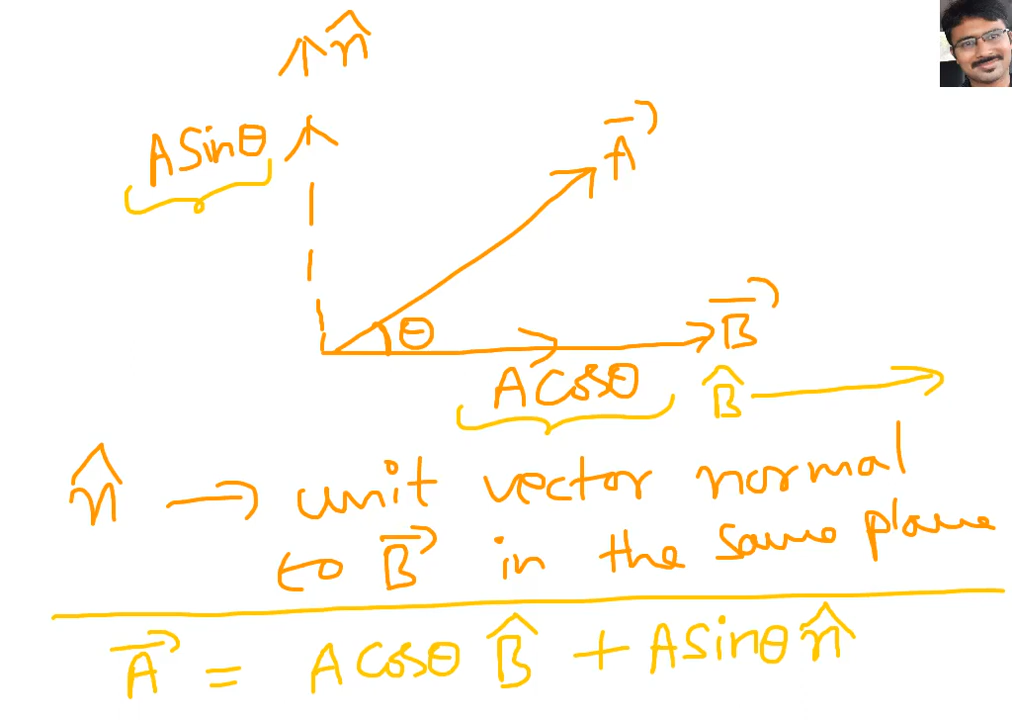 n̂
A Sinθ
A⃗
θ
B⃗
A Cosθ
B̂
n̂ → unit vector normal
to B⃗ in the same plane
A⃗ = A Cosθ B̂ + A Sinθ n̂